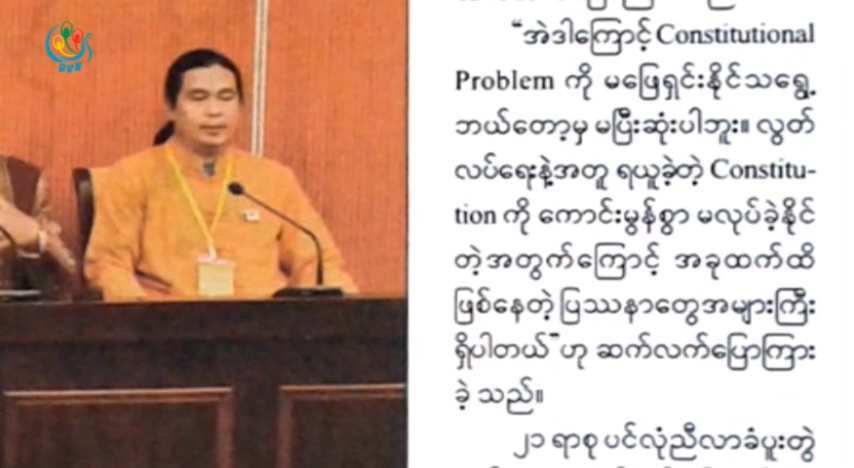 DVB
“အဲဒါကြောင့် Constitutional
Problem ကို မဖြေရှင်းနိုင်သရွေ့
ဘယ်တော့မှ မပြီးဆုံးပါဘူး။ လွတ်
လပ်ရေးနဲ့အတူ ရယူခဲ့တဲ့ Constitu-
tion ကို ကောင်းမွန်စွာ မလုပ်ခဲ့နိုင်
တဲ့အတွက်ကြောင့် အခုထက်ထိ
ဖြစ်နေတဲ့ ပြဿနာတွေအများကြီး
ရှိပါတယ်”ဟု ဆက်လက်ပြောကြား
ခဲ့ သည်။
၂၁ ရာစု ပင်လုံညီလာခံပူးတွဲ